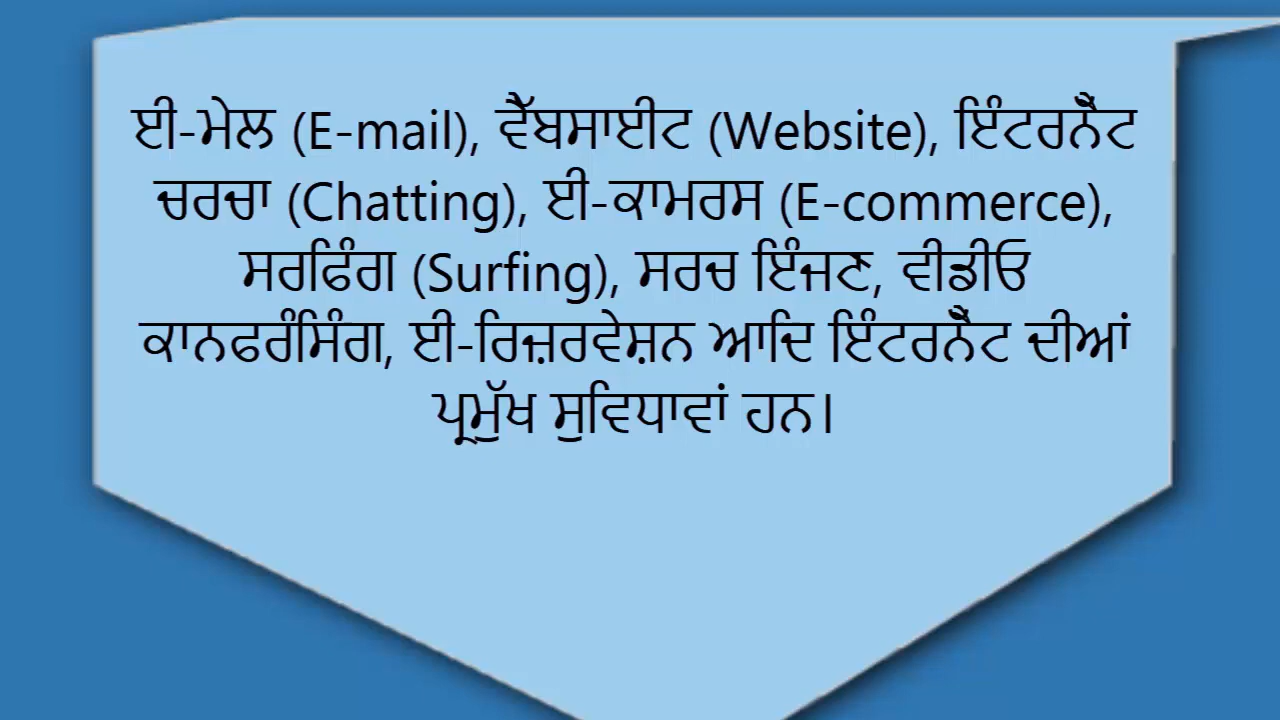 ਈ-ਮੇਲ (E-mail), ਵੈੱਬਸਾਈਟ (Website), ਇੰਟਰਨੈੱਟ
ਚਰਚਾ (Chatting), ਈ-ਕਾਮਰਸ (E-commerce),
ਸਰਫਿੰਗ (Surfing), ਸਰਚ ਇੰਜਣ, ਵੀਡੀਓ
ਕਾਨਫਰੰਸਿੰਗ, ਈ-ਰਿਜ਼ਰਵੇਸ਼ਨ ਆਦਿ ਇੰਟਰਨੈੱਟ ਦੀਆਂ
ਪ੍ਰਮੁੱਖ ਸੁਵਿਧਾਵਾਂ ਹਨ।